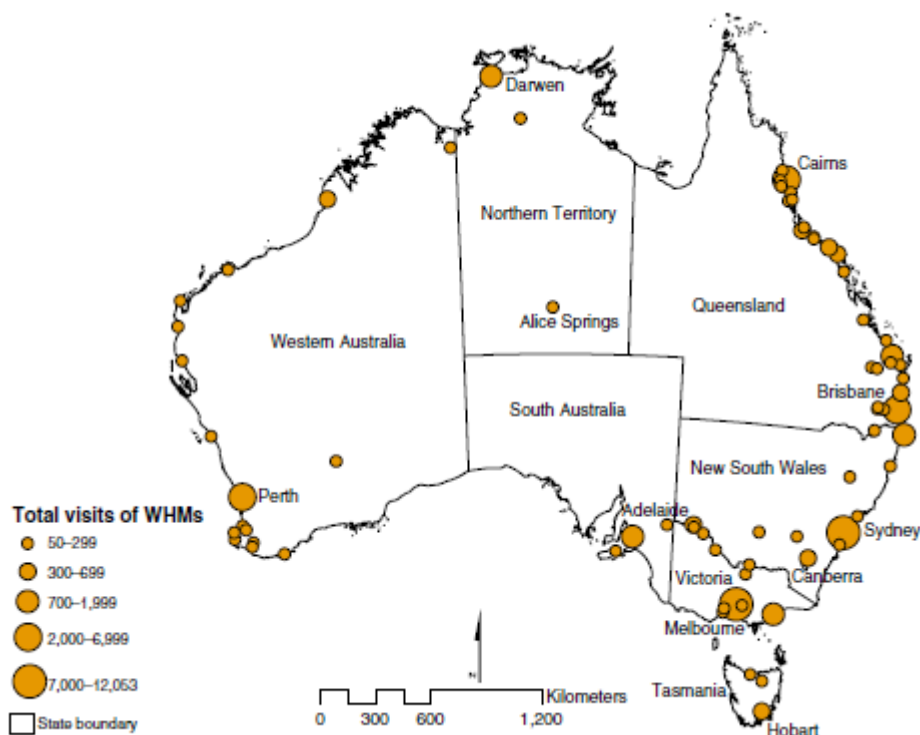 Darwen
Cairns
Northern Territory
Queensland
Alice Springs
Western Australia
Brisbane
South Australia
New South Wales
Perth
Adelaide
Sydney
Total visits of WHMs
50–299
300–699
700–1,999
2,000–6,999
7,000–12,053
State boundary
Victoria
Canberra
Melbourne
N
Kilometers
0 300 600 1,200
Tasmania
Hobart